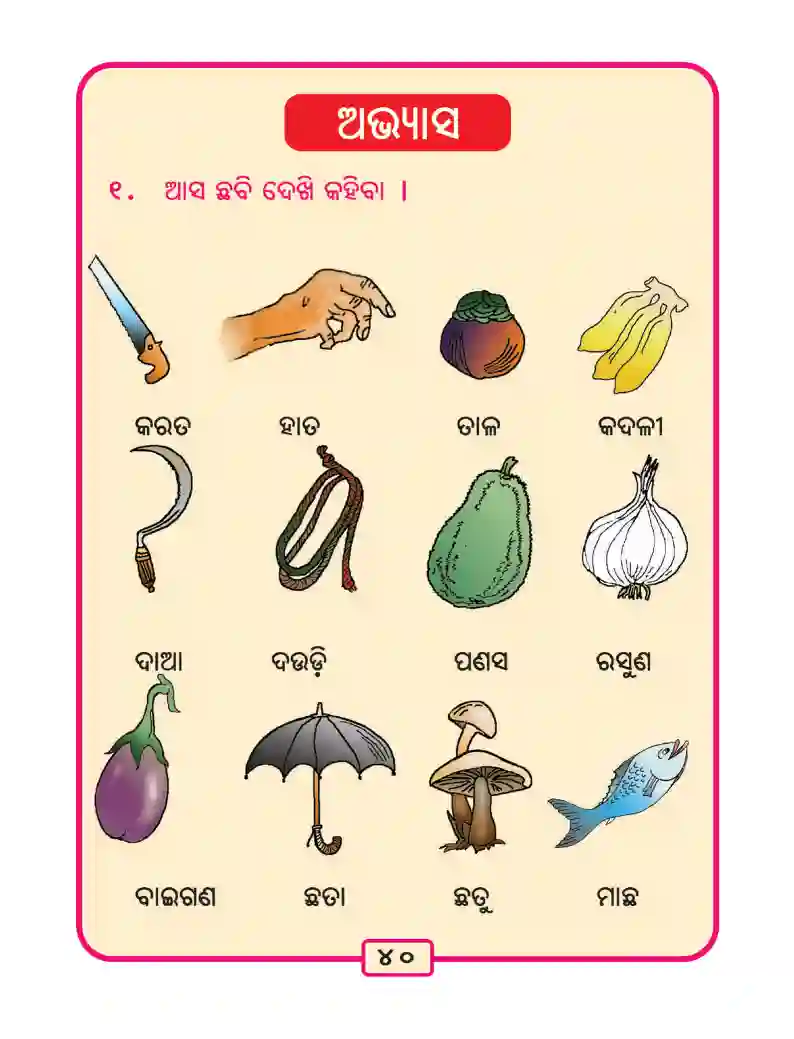 ଅଭ୍ୟାସ
୧. ଆସ ଛବି ଦେଖି କହିବା ।
କରତ ହାତ ତାଳ କଦଳୀ
ଦାଆ ଦଉଡ଼ି ପଣସ ରସୁଣ
ବାଇଗଣ ଛତା ଛତୁ ମାଛ
୪୦